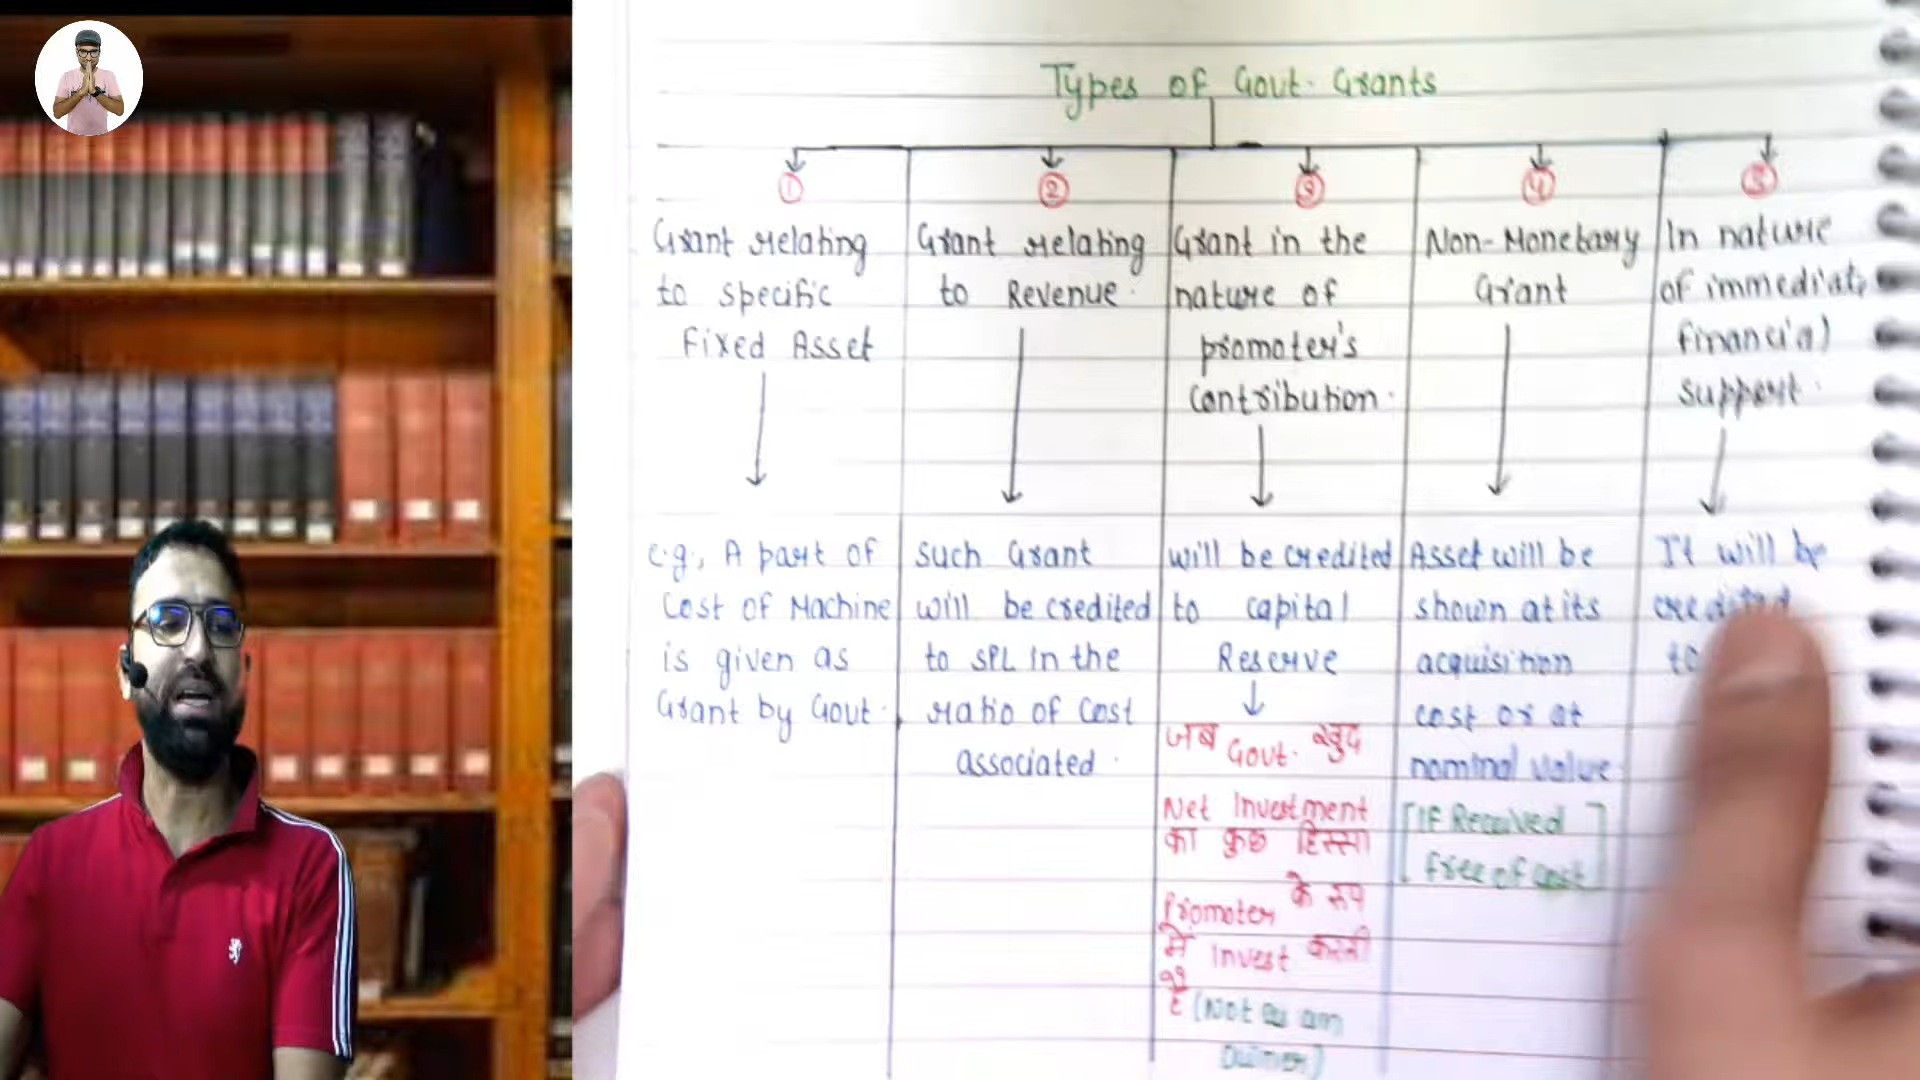 Types of Govt. Grants
①
Grant relating
to specific
Fixed Asset
e.g., A part of
Cost of Machine
is given as
Grant by Govt.
②
Grant relating
to Revenue.
such Grant
will be credited
to SPL in the
ratio of Cost
associated.
③
Grant in the
nature of
promoter's
Contribution.
will be credited
to capital
Reserve
जब Govt. खुद
Net Investment
का कुछ हिस्सा
Promoter के रूप
में Invest करती
है (Not as an
Owner)
④
Non-Monetary
Grant
Asset will be
shown at its
acquisition
cost or at
nominal value.
[IF Received
free of cost]
⑤
In nature
of immediate
financial
support.
It will be
credited
to